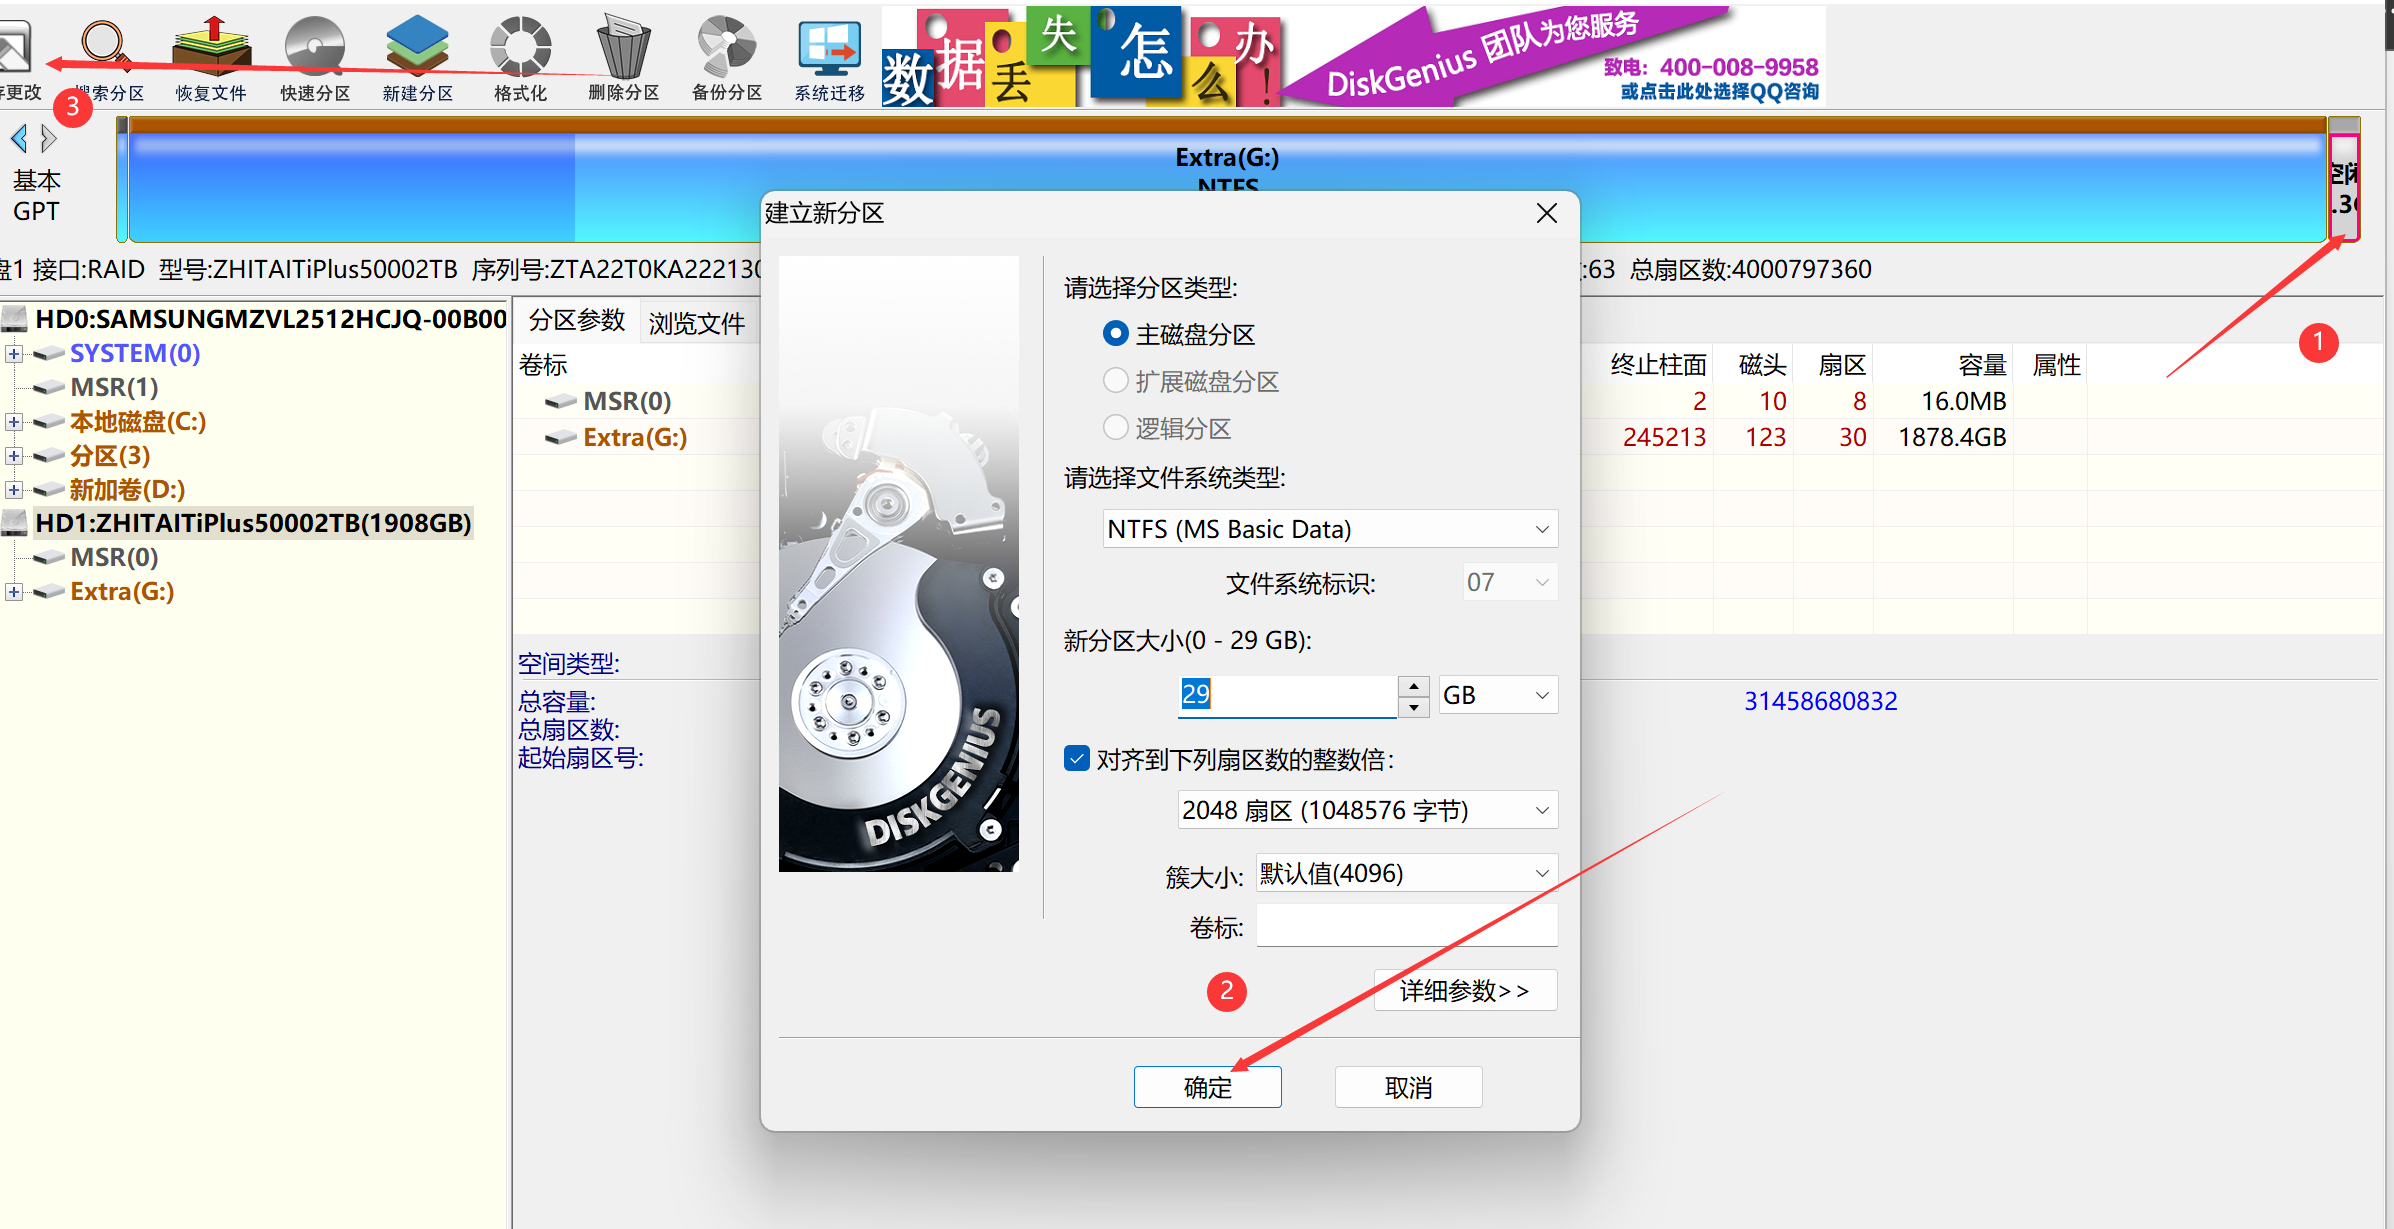 存更改 搜索分区 恢复文件 快速分区 新建分区 格式化 删除分区 备份分区 系统迁移
数据丢失怎么办!
DiskGenius 团队为您服务
致电: 400-008-9958
或点击此处选择QQ咨询
3
基本
GPT
Extra(G:)
NTFS
空闲
.3
盘1 接口:RAID 型号:ZHITAITiPlus50002TB 序列号:ZTA22T0KA222130
:63 总扇区数:4000797360
HD0:SAMSUNGMZVL2512HCJQ-00B00
SYSTEM(0)
MSR(1)
本地磁盘(C:)
分区(3)
新加卷(D:)
HD1:ZHITAITiPlus50002TB(1908GB)
MSR(0)
Extra(G:)
分区参数 浏览文件
卷标
MSR(0)
Extra(G:)
终止柱面 磁头 扇区 容量 属性
2 10 8 16.0MB
245213 123 30 1878.4GB
1
空间类型:
总容量:
总扇区数:
起始扇区号:
31458680832
建立新分区
请选择分区类型:
主磁盘分区
扩展磁盘分区
逻辑分区
请选择文件系统类型:
NTFS (MS Basic Data)
文件系统标识: 07
新分区大小(0 - 29 GB):
29 GB
对齐到下列扇区数的整数倍:
2048 扇区 (1048576 字节)
簇大小: 默认值(4096)
卷标:
详细参数>>
2
确定 取消
DISKGENIUS